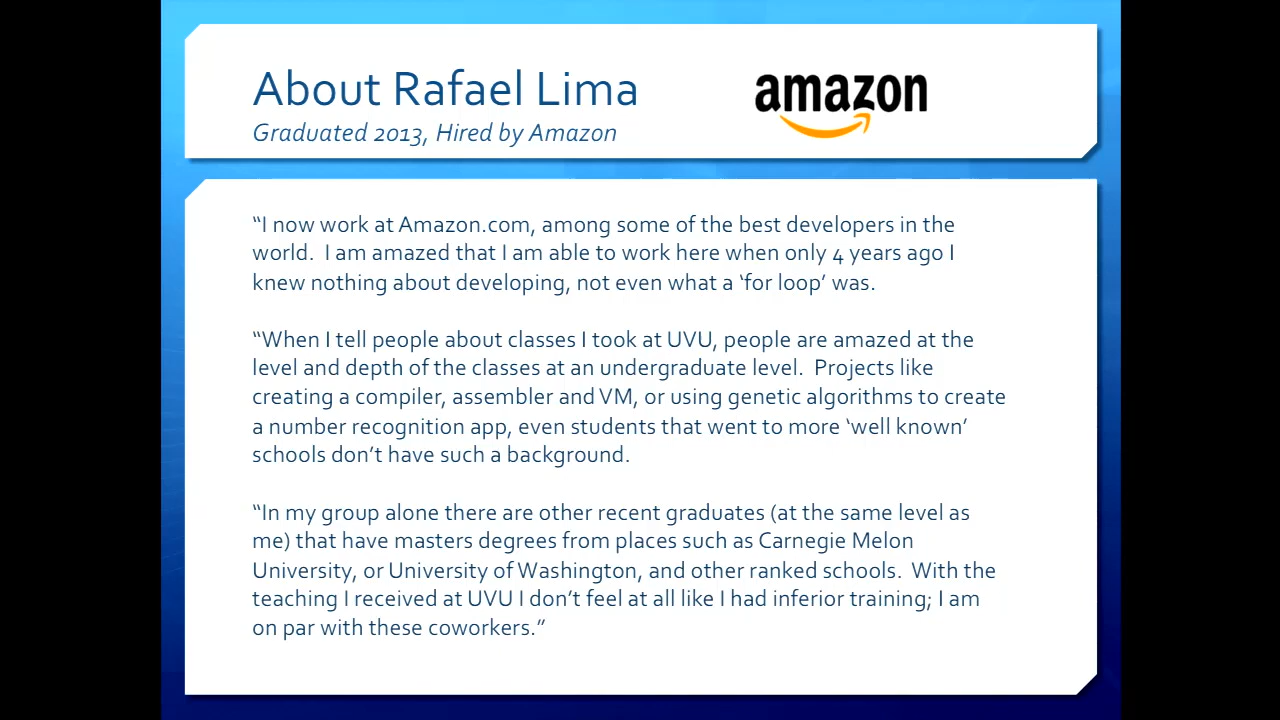 About Rafael Lima
amazon
Graduated 2013, Hired by Amazon
“I now work at Amazon.com, among some of the best developers in the
world.  I am amazed that I am able to work here when only 4 years ago I
knew nothing about developing, not even what a ‘for loop’ was.
“When I tell people about classes I took at UVU, people are amazed at the
level and depth of the classes at an undergraduate level.  Projects like
creating a compiler, assembler and VM, or using genetic algorithms to create
a number recognition app, even students that went to more ‘well known’
schools don’t have such a background.
“In my group alone there are other recent graduates (at the same level as
me) that have masters degrees from places such as Carnegie Melon
University, or University of Washington, and other ranked schools.  With the
teaching I received at UVU I don’t feel at all like I had inferior training; I am
on par with these coworkers.”